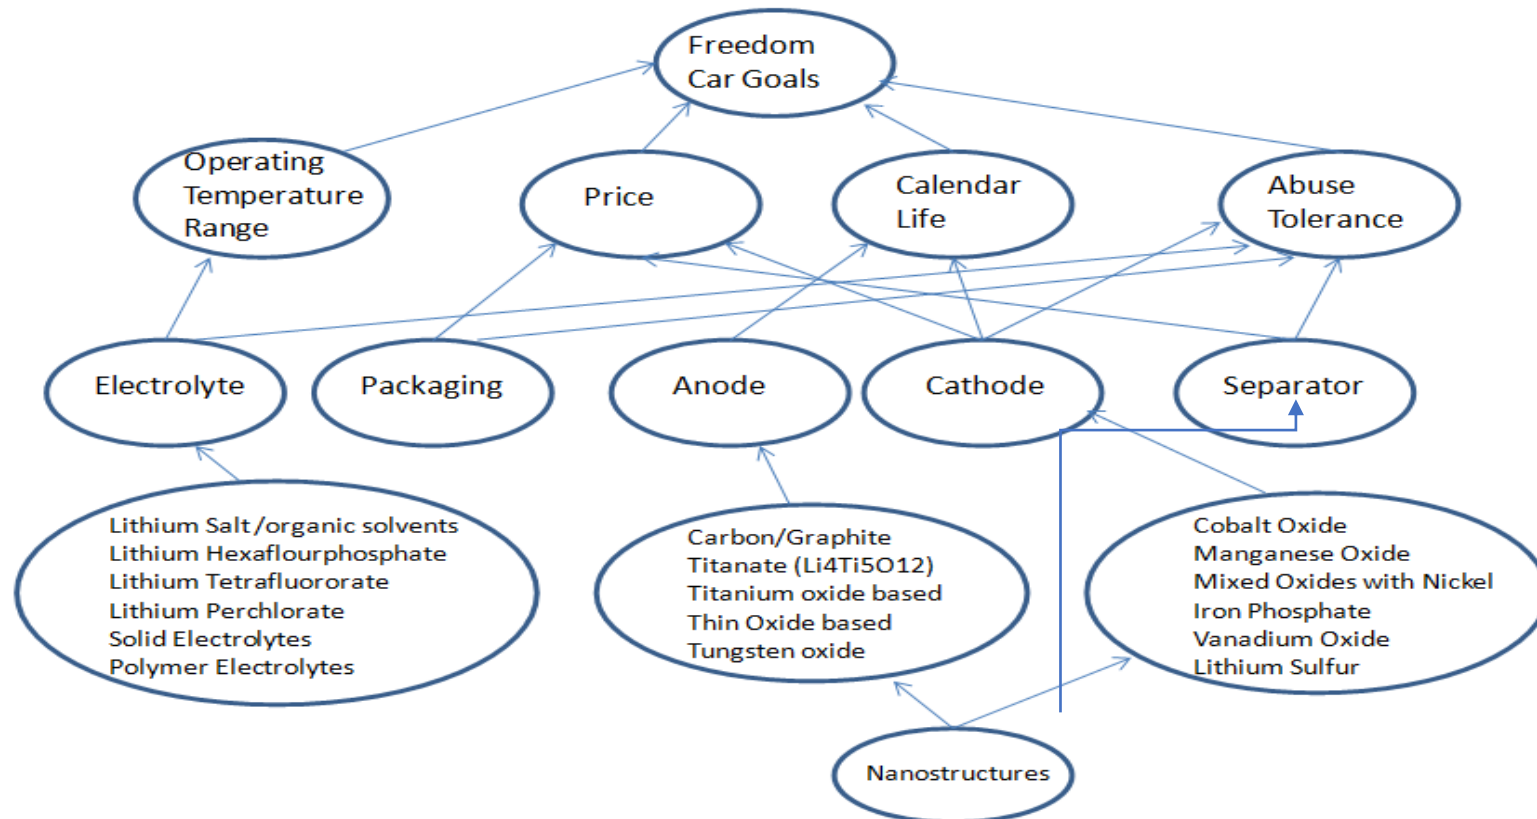 Freedom
Car Goals
Operating
Temperature
Range
Price
Calendar
Life
Abuse
Tolerance
Electrolyte
Packaging
Anode
Cathode
Separator
Lithium Salt/organic solvents
Lithium Hexaflourphosphate
Lithium Tetrafluororate
Lithium Perchlorate
Solid Electrolytes
Polymer Electrolytes
Carbon/Graphite
Titanate (Li4Ti5O12)
Titanium oxide based
Thin Oxide based
Tungsten oxide
Cobalt Oxide
Manganese Oxide
Mixed Oxides with Nickel
Iron Phosphate
Vanadium Oxide
Lithium Sulfur
Nanostructures